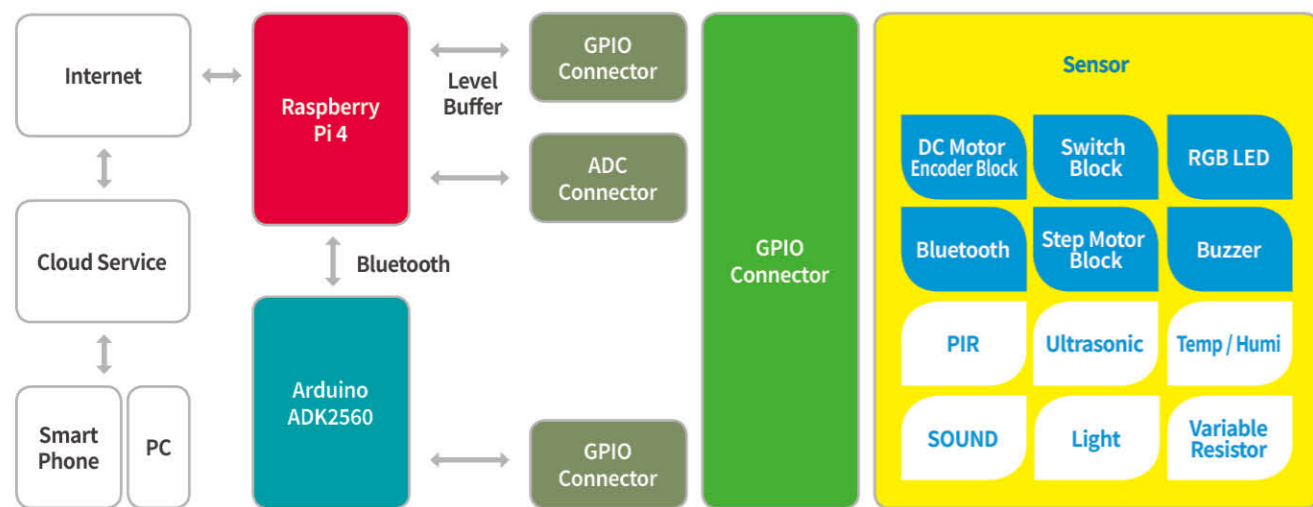 Internet
Cloud Service
Smart
Phone
PC
Raspberry
Pi 4
Bluetooth
Arduino
ADK2560
Level
Buffer
GPIO
Connector
ADC
Connector
GPIO
Connector
GPIO
Connector
Sensor
DC Motor
Encoder Block
Switch
Block
RGB LED
Bluetooth
Step Motor
Block
Buzzer
PIR
Ultrasonic
Temp / Humi
SOUND
Light
Variable
Resistor